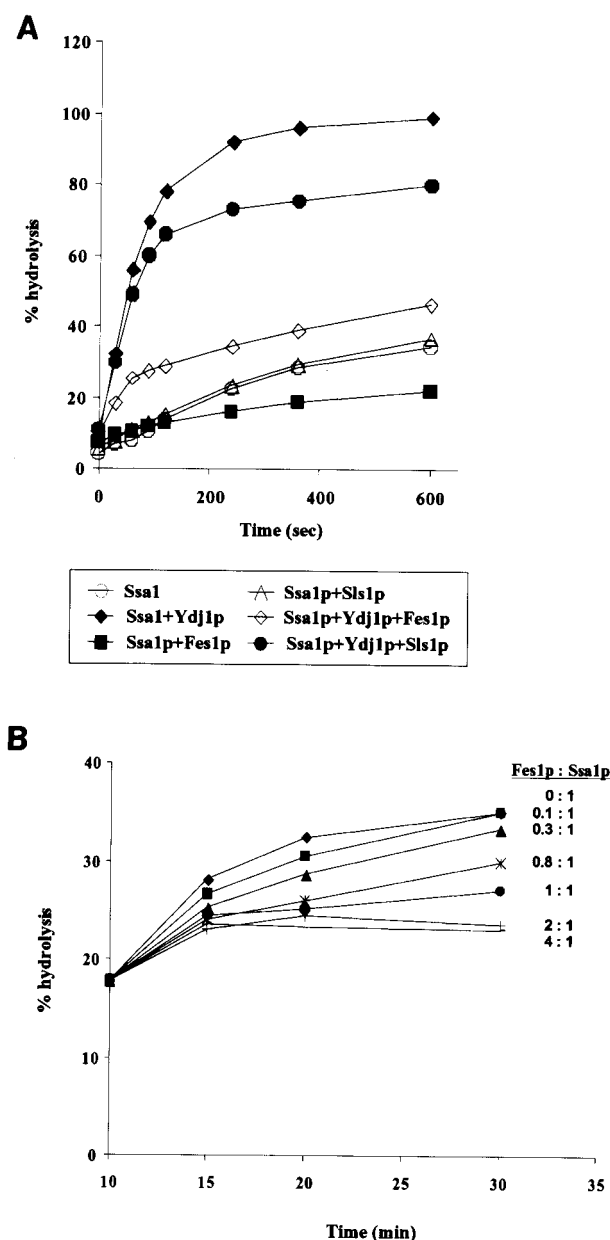 A
120
100
80
60
40
20
0
% hydrolysis
0 200 400 600
Time (sec)
Ssa1 Ssa1p+Sls1p
Ssa1+Ydj1p Ssa1p+Ydj1p+Fes1p
Ssa1p+Fes1p Ssa1p+Ydj1p+Sls1p
B
40
30
20
10
0
% hydrolysis
Fes1p : Ssa1p
0 : 1
0.1 : 1
0.3 : 1
0.8 : 1
1 : 1
2 : 1
4 : 1
10 15 20 25 30 35
Time (min)